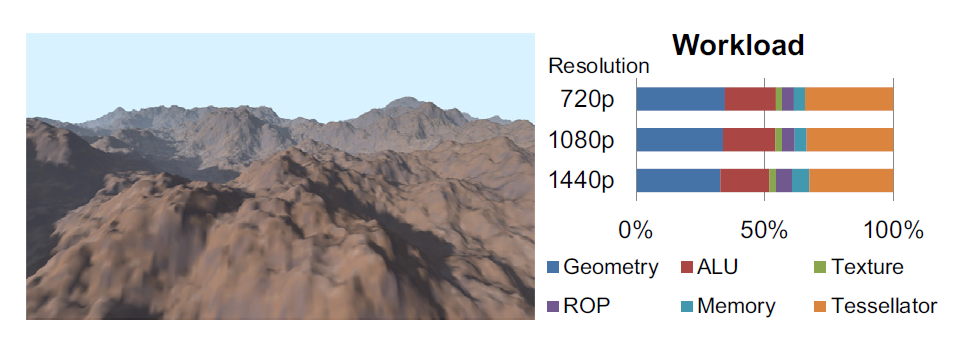 Workload
Resolution
720p
1080p
1440p
0% 50% 100%
Geometry ALU Texture
ROP Memory Tessellator